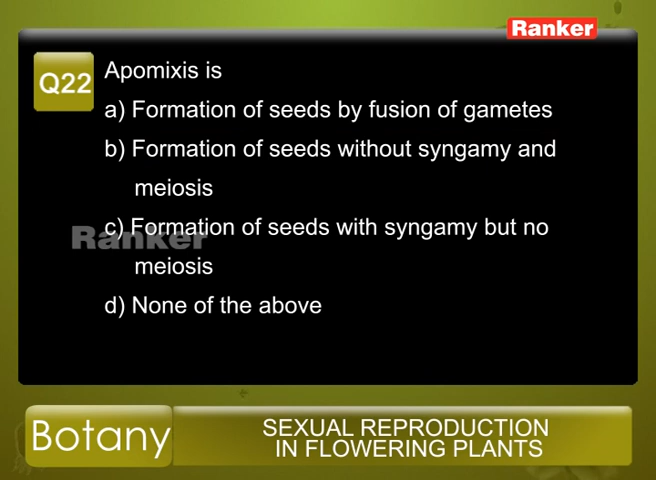 Ranker
Q22
Apomixis is
a) Formation of seeds by fusion of gametes
b) Formation of seeds without syngamy and
meiosis
c) Formation of seeds with syngamy but no
Ranker
meiosis
d) None of the above
Botany
SEXUAL REPRODUCTION
IN FLOWERING PLANTS